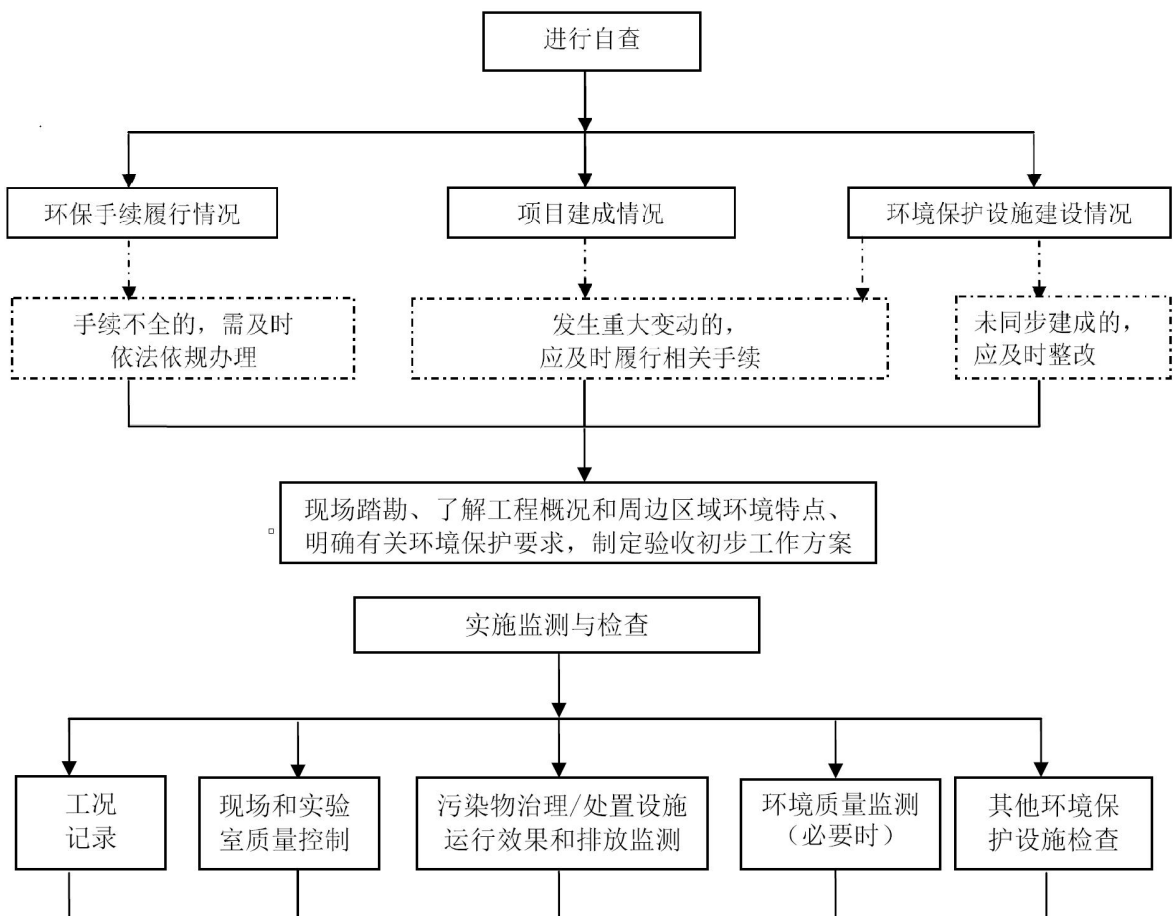 进行自查
环保手续履行情况
项目建成情况
环境保护设施建设情况
手续不全的，需及时
依法依规办理
发生重大变动的，
应及时履行相关手续
未同步建成的，
应及时整改
现场踏勘、了解工程概况和周边区域环境特点、
明确有关环境保护要求，制定验收初步工作方案
实施监测与检查
工况
记录
现场和实验
室质量控制
污染物治理/处置设施
运行效果和排放监测
环境质量监测
（必要时）
其他环境保
护设施检查